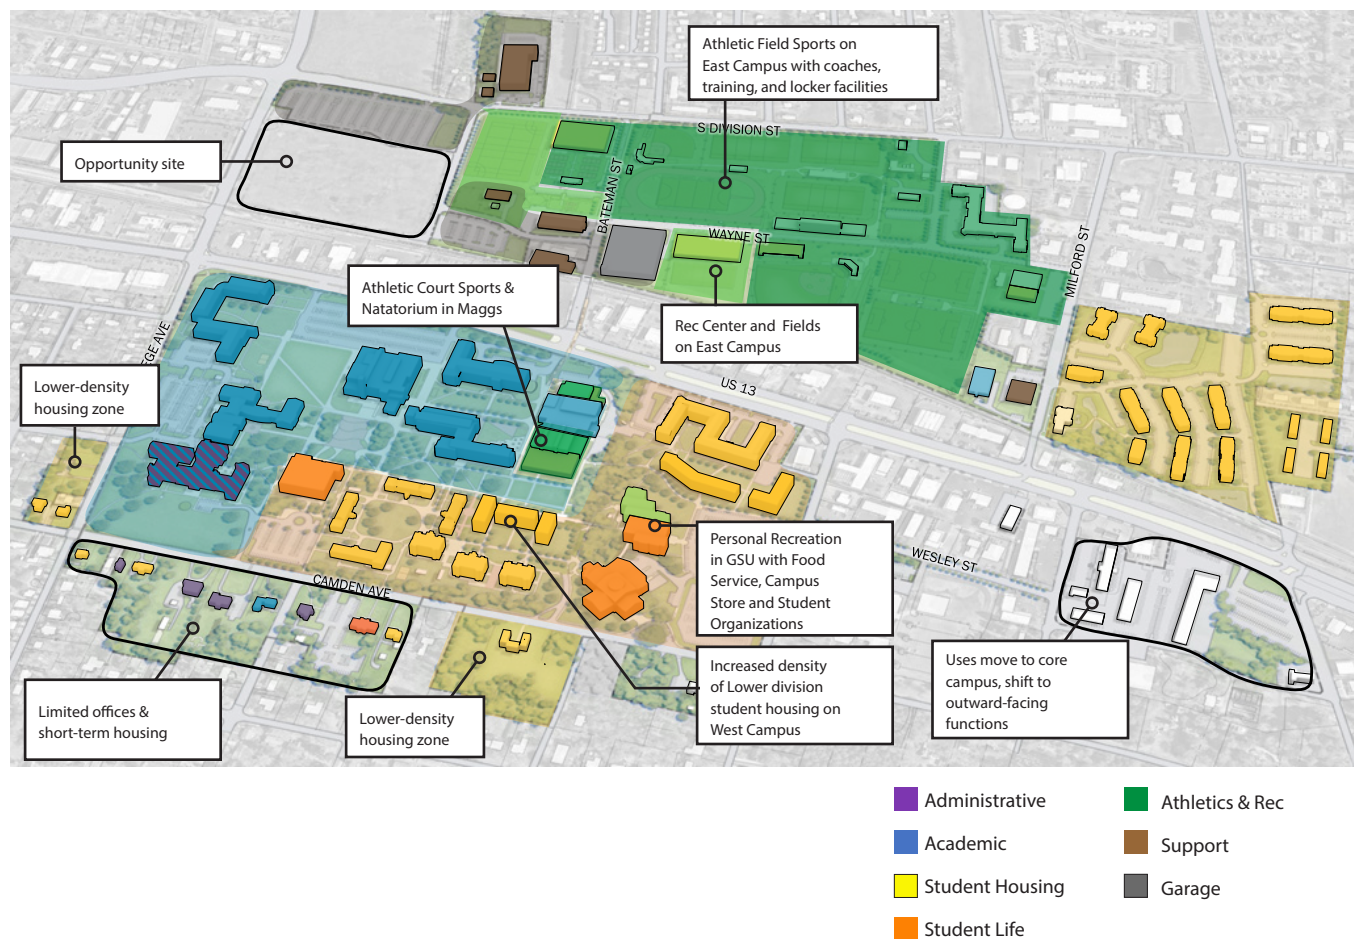 Athletic Field Sports on
East Campus with coaches,
training, and locker facilities
S DIVISION ST
Opportunity site
BATEMAN ST
WAYNE ST
MILFORD ST
Athletic Court Sports &
Natatorium in Maggs
Rec Center and Fields
on East Campus
EGE AVE
US 13
Lower-density
housing zone
Personal Recreation
in GSU with Food
Service, Campus
Store and Student
Organizations
WESLEY ST
CAMDEN AVE
Increased density
of Lower division
student housing on
West Campus
Uses move to core
campus, shift to
outward-facing
functions
Limited offices &
short-term housing
Lower-density
housing zone
Administrative
Academic
Student Housing
Student Life
Athletics & Rec
Support
Garage